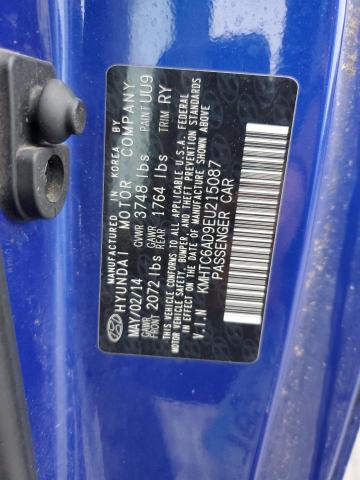 MANUFACTURED IN KOREA BY
HYUNDAI MOTOR COMPANY
MAY/02/14 GVWR 3748 lbs PAINT UU9
GAWR FRONT 2072 lbs GAWR REAR 1764 lbs TRIM RY
THIS VEHICLE CONFORMS TO ALL APPLICABLE U.S.A. FEDERAL
MOTOR VEHICLE SAFETY, BUMPER AND THEFT PREVENTION STANDARDS
IN EFFECT ON THE DATE OF MANUFACTURE SHOWN ABOVE.
V.I.N KMHTC6AD9EU215087
PASSENGER CAR